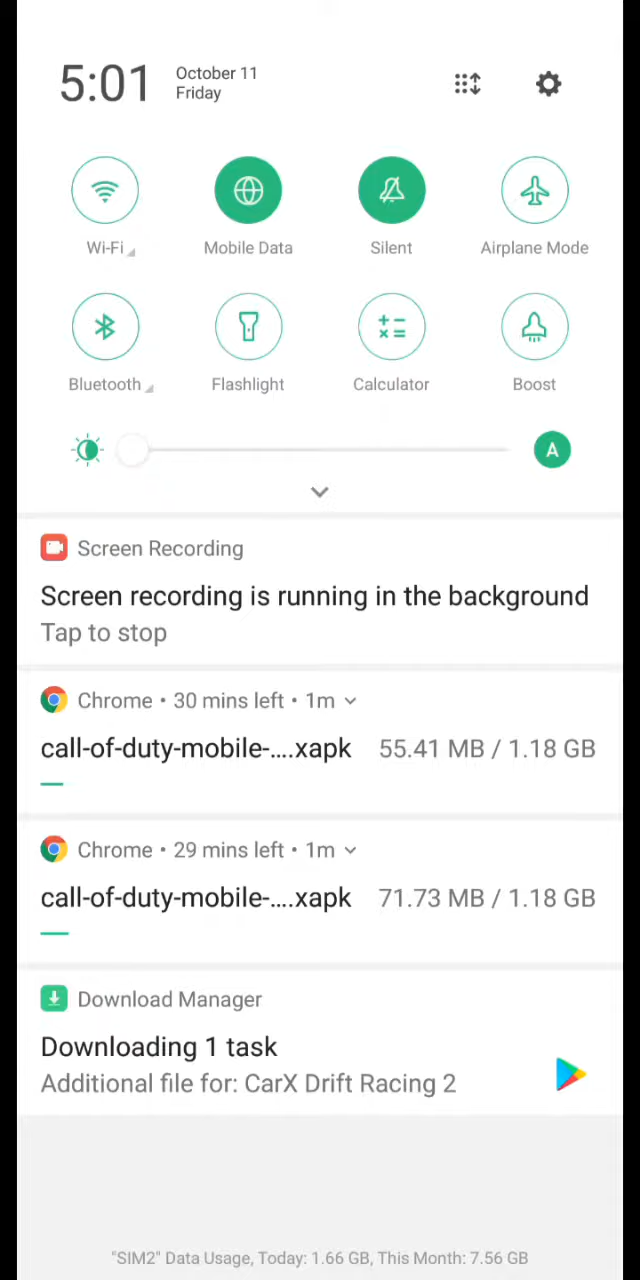 5:01
October 11
Friday
Wi-Fi
Mobile Data
Silent
Airplane Mode
Bluetooth
Flashlight
Calculator
Boost
A
Screen Recording
Screen recording is running in the background
Tap to stop
Chrome • 30 mins left • 1m
call-of-duty-mobile-....xapk 55.41 MB / 1.18 GB
Chrome • 29 mins left • 1m
call-of-duty-mobile-....xapk 71.73 MB / 1.18 GB
Download Manager
Downloading 1 task
Additional file for: CarX Drift Racing 2
"SIM2" Data Usage, Today: 1.66 GB, This Month: 7.56 GB